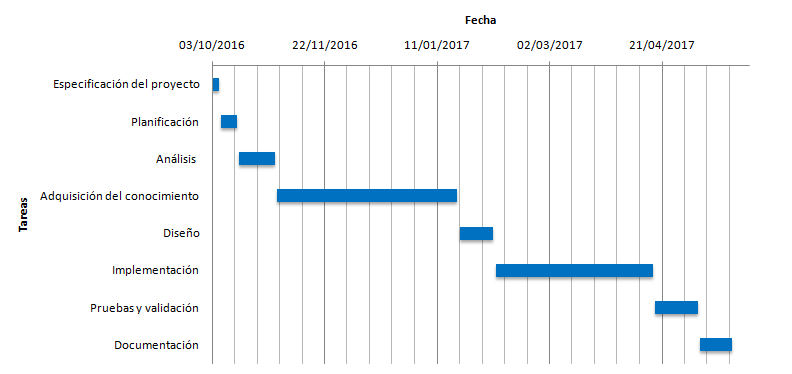 Fecha
03/10/2016 22/11/2016 11/01/2017 02/03/2017 21/04/2017
Especificación del proyecto
Planificación
Análisis
Adquisición del conocimiento
Diseño
Implementación
Pruebas y validación
Documentación
Tareas